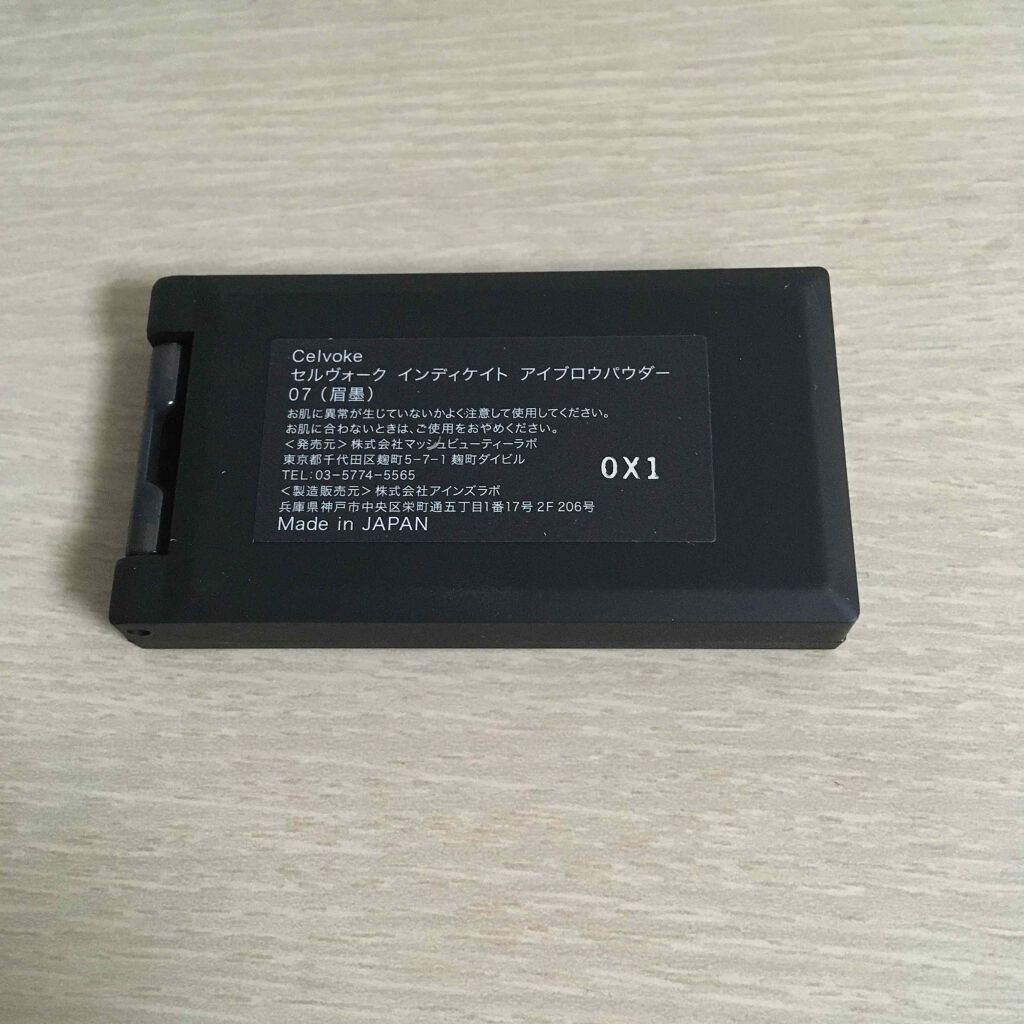 Celvoke
セルヴォーク インディケイト アイブロウパウダー
07 (眉墨)
お肌に異常が生じていないかよく注意して使用してください。
お肌に合わないときは、ご使用をおやめください。
<発売元> 株式会社マッシュビューティーラボ
東京都千代田区麹町5-7-1 麹町ダイビル
TEL:03-5774-5565
0X1
<製造販売元> 株式会社アインズラボ
兵庫県神戸市中央区栄町通五丁目1番17号 2F 206号
Made in JAPAN